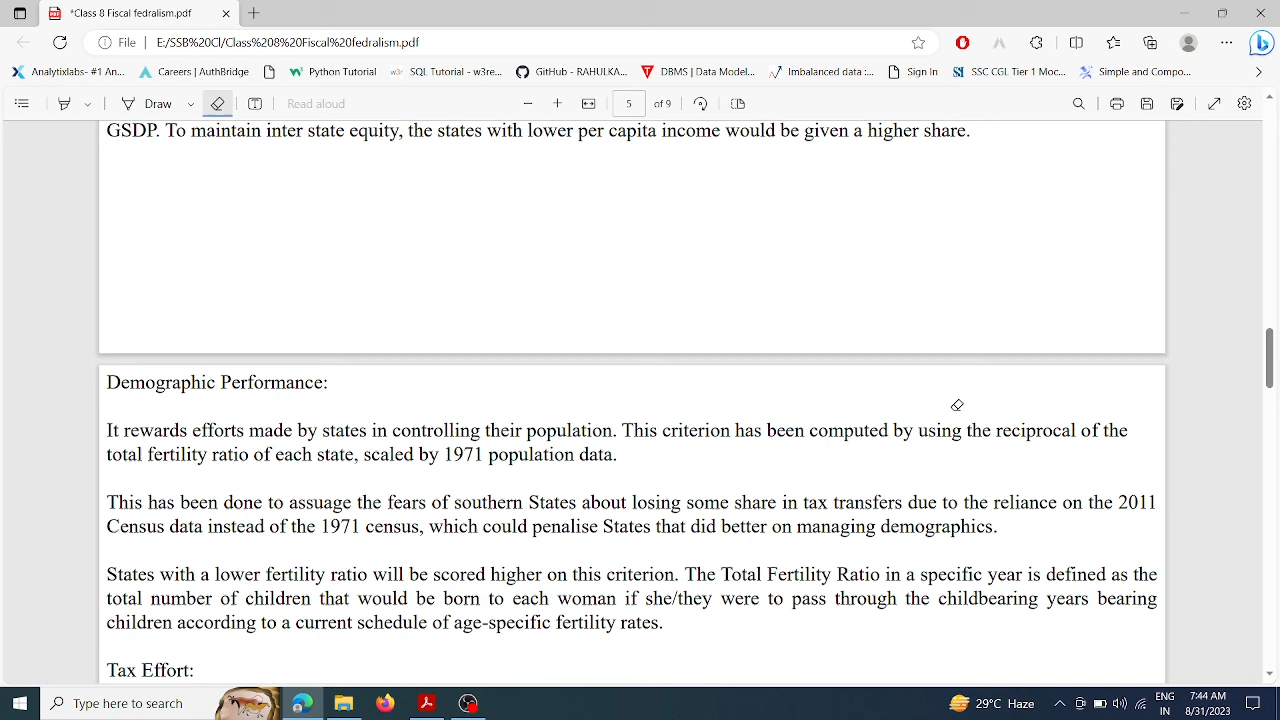 *Class 8 Fiscal fedralism.pdf
File E:/SSB%20Cl/Class%208%20Fiscal%20fedralism.pdf
Analytixlabs- #1 An... Careers | AuthBridge Python Tutorial SQL Tutorial - w3re... GitHub - RAHULKA... DBMS | Data Model... Imbalanced data :... Sign In SSC CGL Tier 1 Moc... Simple and Compo...
Draw Read aloud 5 of 9
GSDP. To maintain inter state equity, the states with lower per capita income would be given a higher share.
Demographic Performance:
It rewards efforts made by states in controlling their population. This criterion has been computed by using the reciprocal of the
total fertility ratio of each state, scaled by 1971 population data.
This has been done to assuage the fears of southern States about losing some share in tax transfers due to the reliance on the 2011
Census data instead of the 1971 census, which could penalise States that did better on managing demographics.
States with a lower fertility ratio will be scored higher on this criterion. The Total Fertility Ratio in a specific year is defined as the
total number of children that would be born to each woman if she/they were to pass through the childbearing years bearing
children according to a current schedule of age-specific fertility rates.
Tax Effort:
Type here to search
29°C Haze
ENG
IN
7:44 AM
8/31/2023